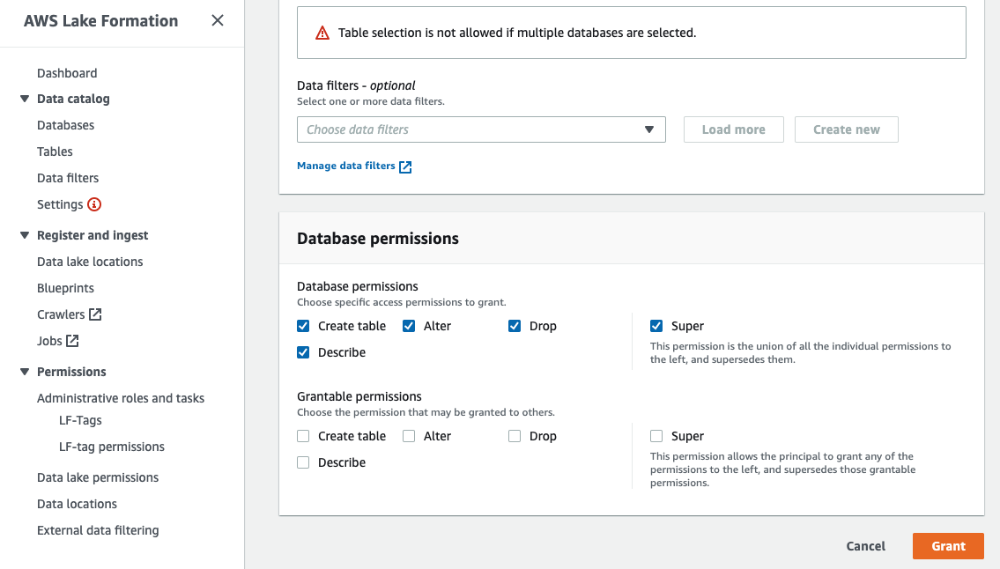 AWS Lake Formation
Dashboard
Data catalog
Databases
Tables
Data filters
Settings
Register and ingest
Data lake locations
Blueprints
Crawlers
Jobs
Permissions
Administrative roles and tasks
LF-Tags
LF-tag permissions
Data lake permissions
Data locations
External data filtering
Table selection is not allowed if multiple databases are selected.
Data filters - optional
Select one or more data filters.
Choose data filters
Load more
Create new
Manage data filters
Database permissions
Database permissions
Choose specific access permissions to grant.
Create table Alter Drop
Describe
Super
This permission is the union of all the individual permissions to
the left, and supersedes them.
Grantable permissions
Choose the permission that may be granted to others.
Create table Alter Drop
Describe
Super
This permission allows the principal to grant any of the
permissions to the left, and supersedes those grantable
permissions.
Cancel
Grant